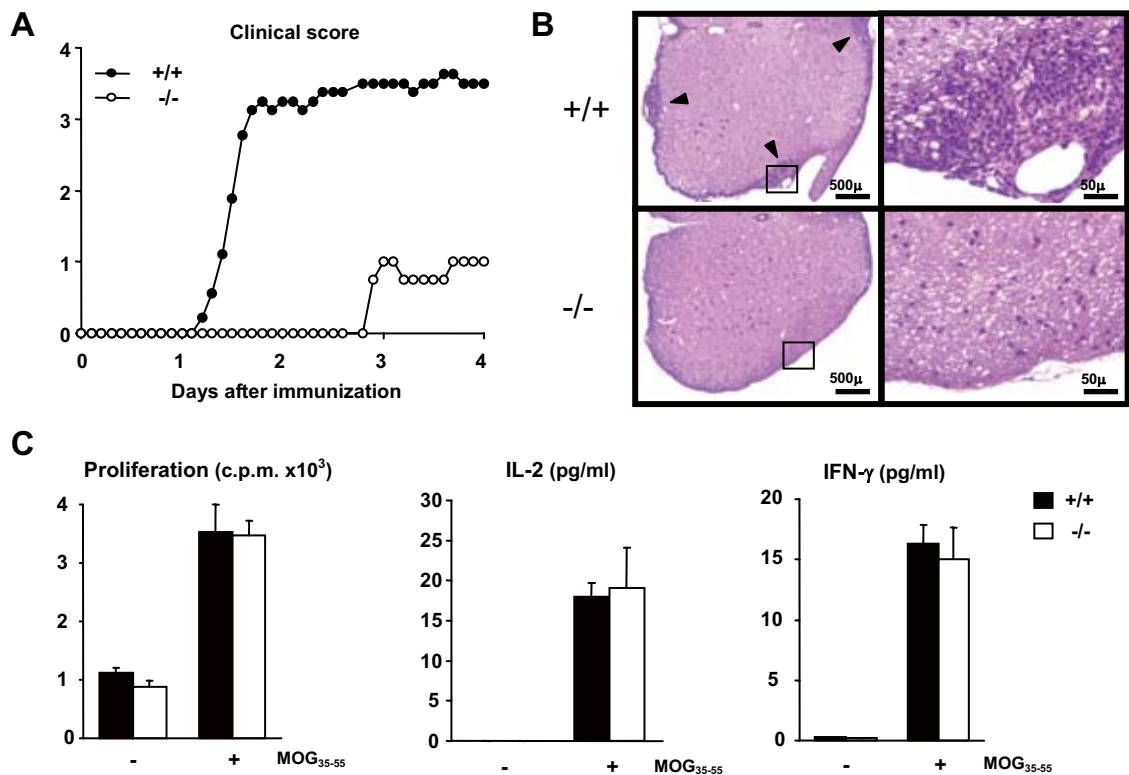 A
Clinical score
4
3
2
1
0
+/+
-/-
0 1 2 3 4
Days after immunization
B
+/+
500µ
50µ
-/-
500µ
50µ
C
Proliferation (c.p.m. x10³)
4
3
2
1
0
- + MOG₃₅₋₅₅
IL-2 (pg/ml)
30
25
20
15
10
5
0
- + MOG₃₅₋₅₅
IFN-γ (pg/ml)
20
15
10
5
0
- + MOG₃₅₋₅₅
+/+
-/-